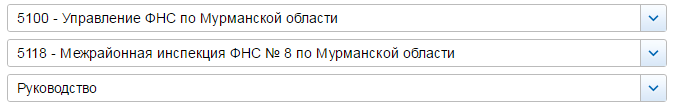 5100 - Управление ФНС по Мурманской области
5118 - Межрайонная инспекция ФНС № 8 по Мурманской области
Руководство